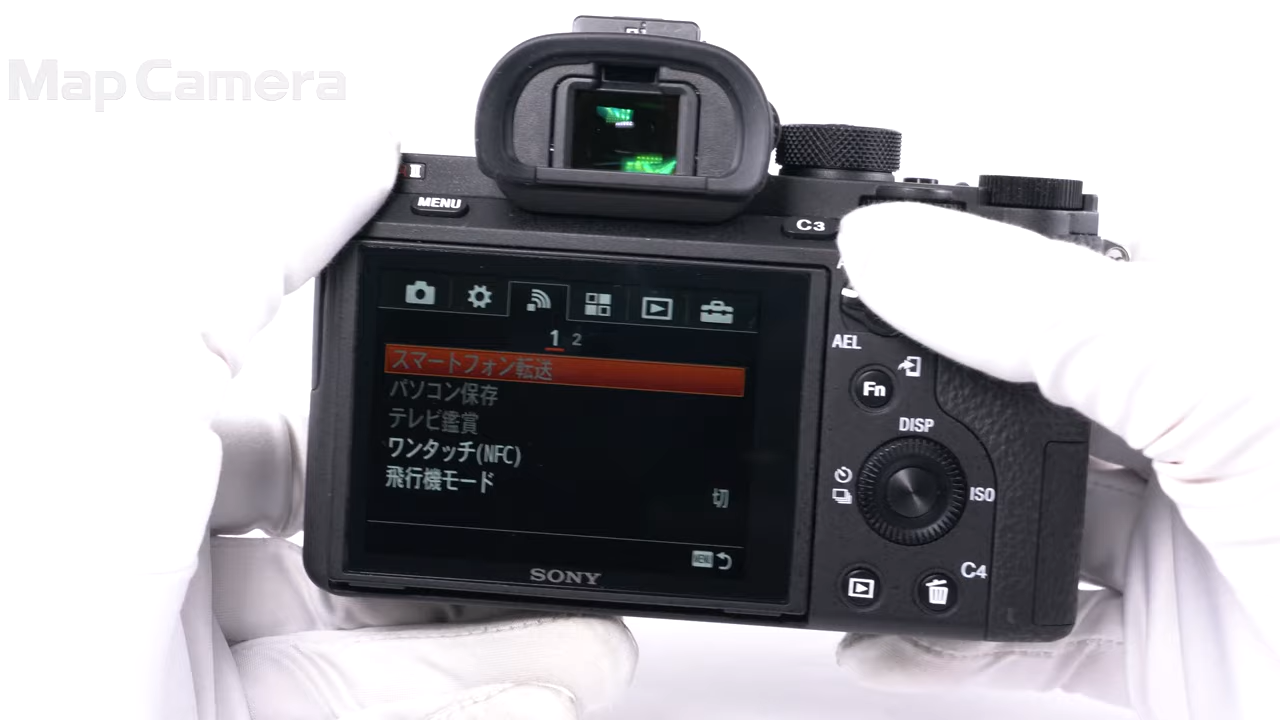 Map Camera
II
MENU
C3
1 2
スマートフォン転送
パソコン保存
テレビ鑑賞
ワンタッチ(NFC)
飛行機モード
切
MENU
SONY
AEL
Fn
DISP
ISO
C4